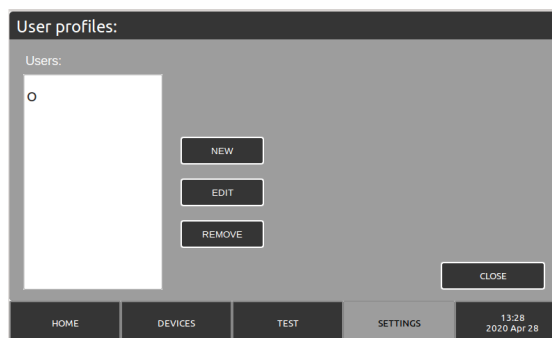 User profiles:
Users:
O
NEW
EDIT
REMOVE
CLOSE
HOME
DEVICES
TEST
SETTINGS
13:28
2020 Apr 28